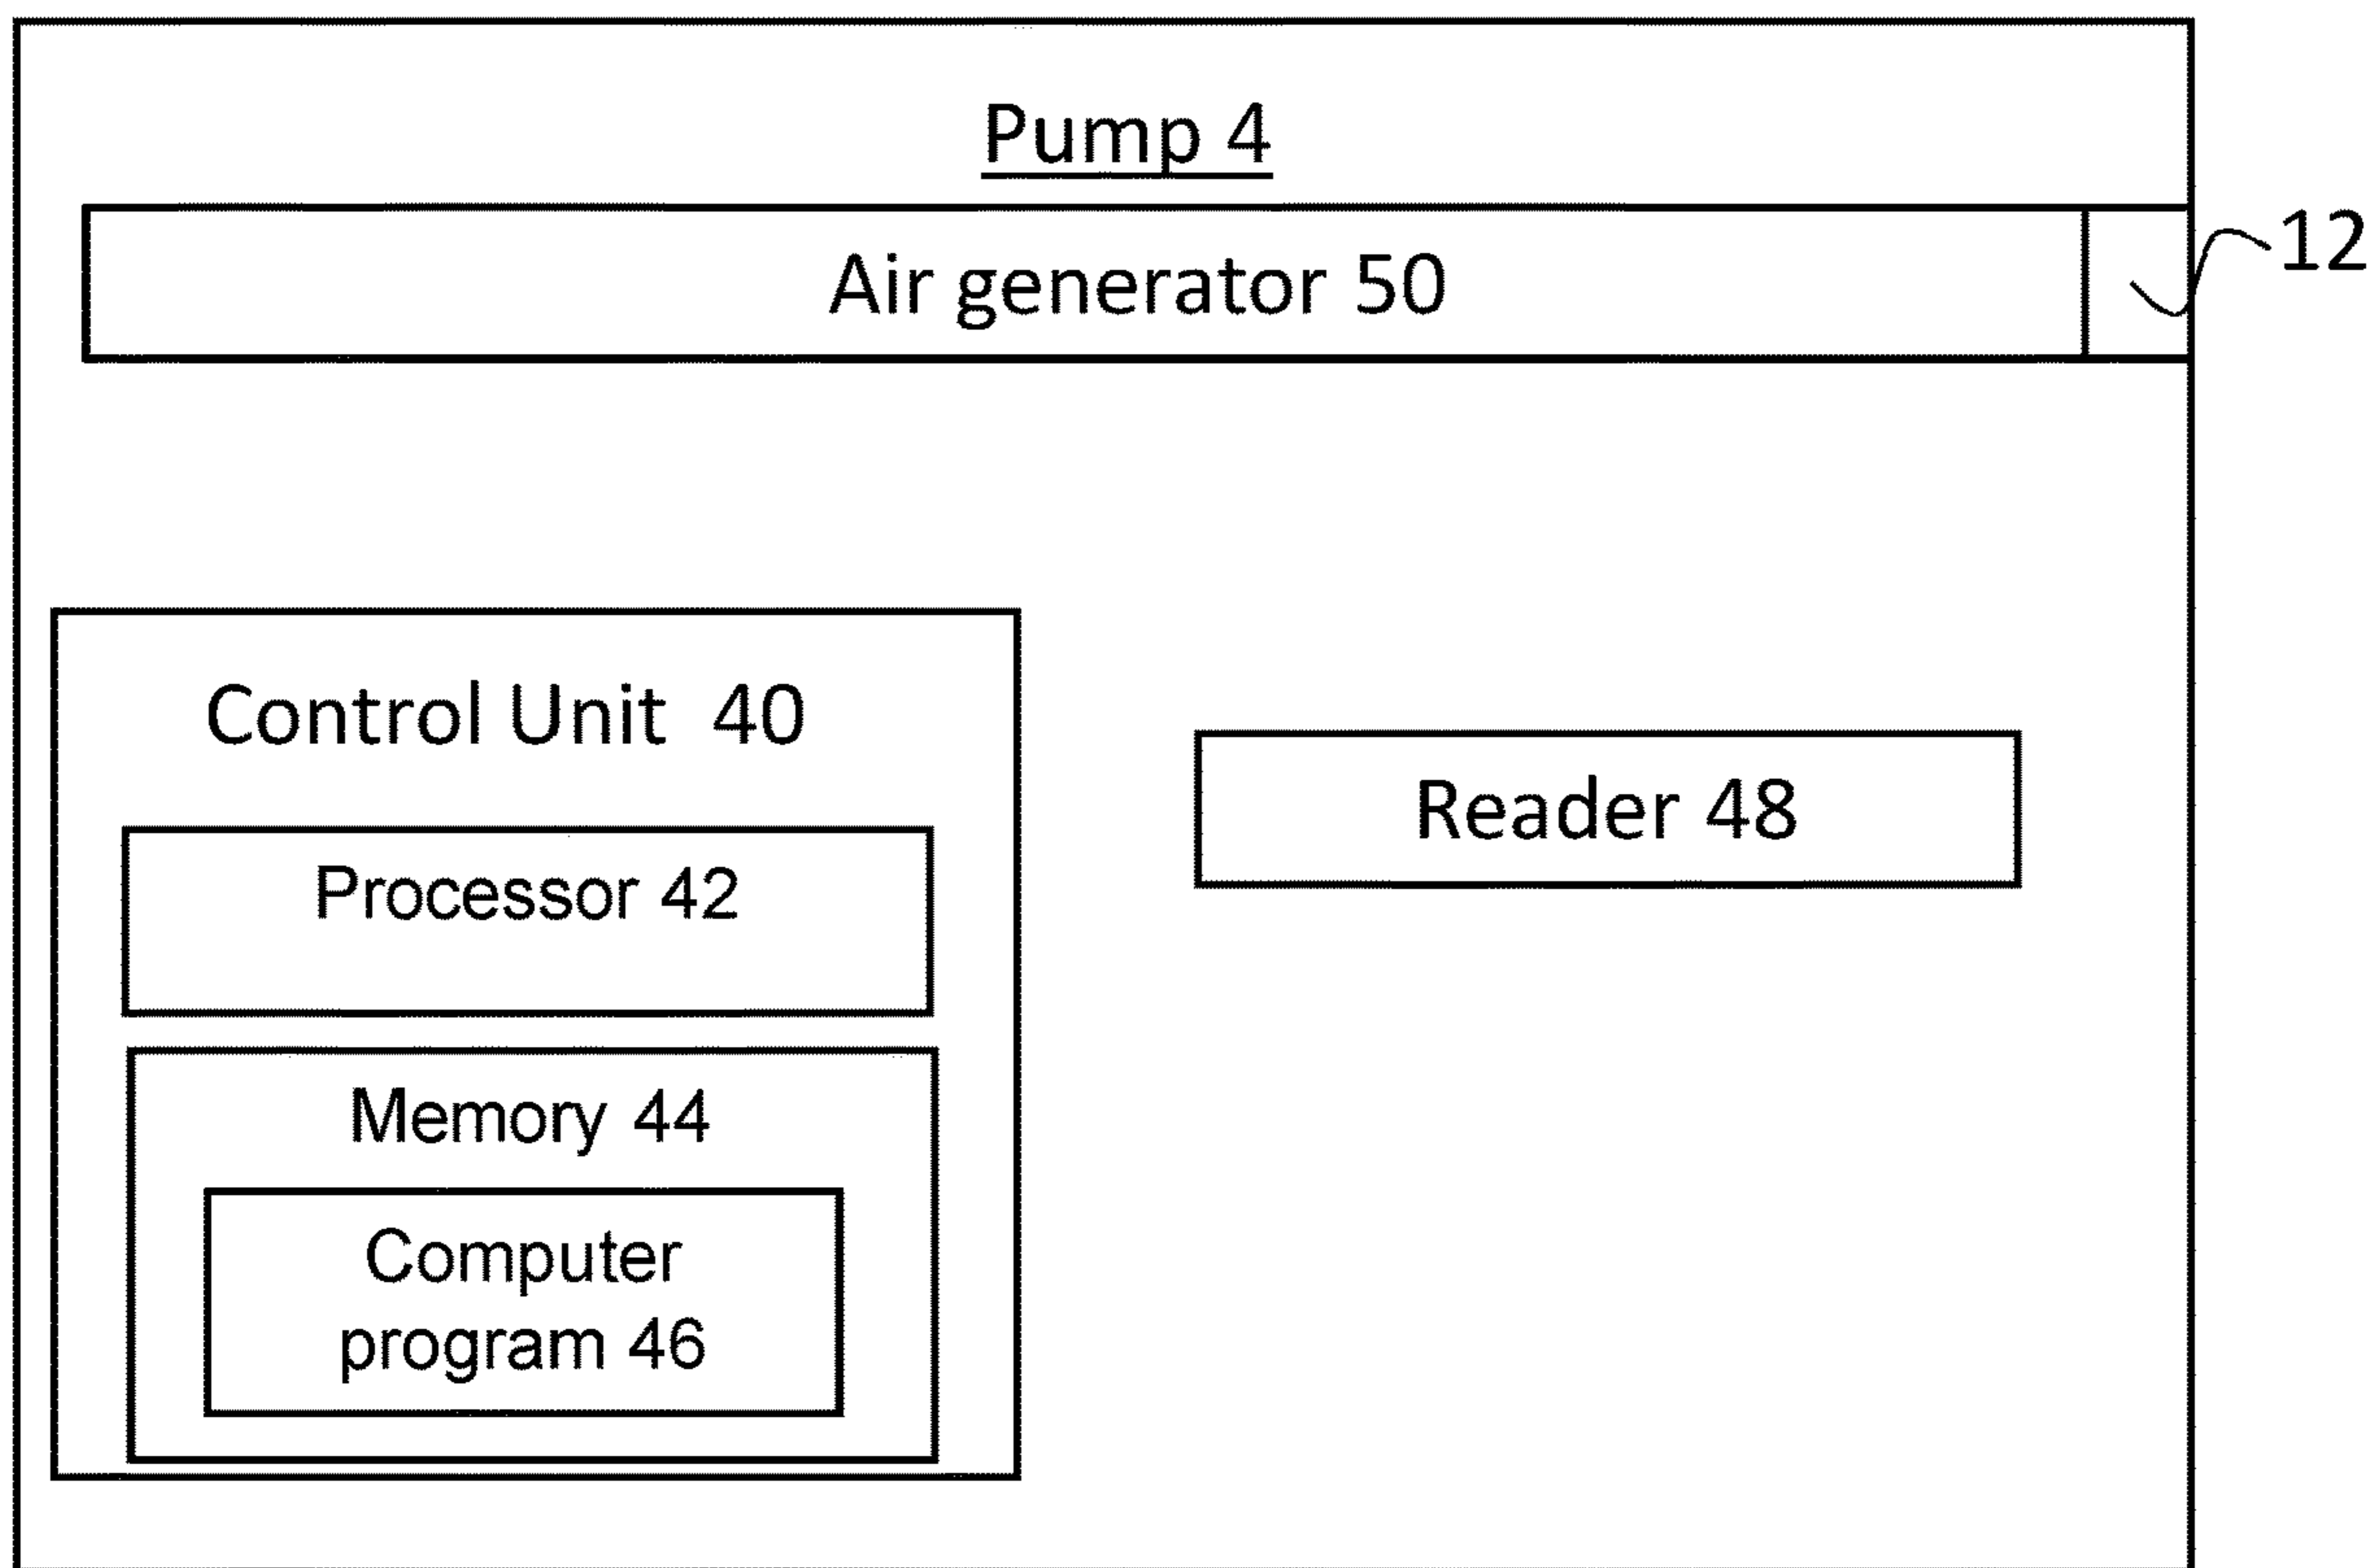 Pump 4
Air generator 50
12
Control Unit 40
Reader 48
Processor 42
Memory 44
Computer
program 46